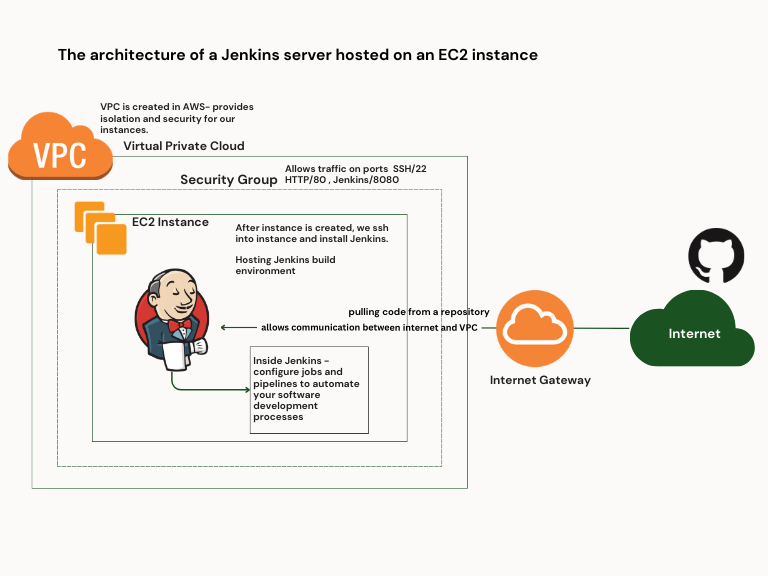 The architecture of a Jenkins server hosted on an EC2 instance
VPC is created in AWS- provides
isolation and security for our
instances.
VPC
Virtual Private Cloud
Security Group
Allows traffic on ports  SSH/22
HTTP/80 , Jenkins/8080
EC2 Instance
After instance is created, we ssh
into instance and install Jenkins.
Hosting Jenkins build
environment
pulling code from a repository
allows communication between internet and VPC
Internet
Internet Gateway
Inside Jenkins -
configure jobs and
pipelines to automate
your software
development
processes